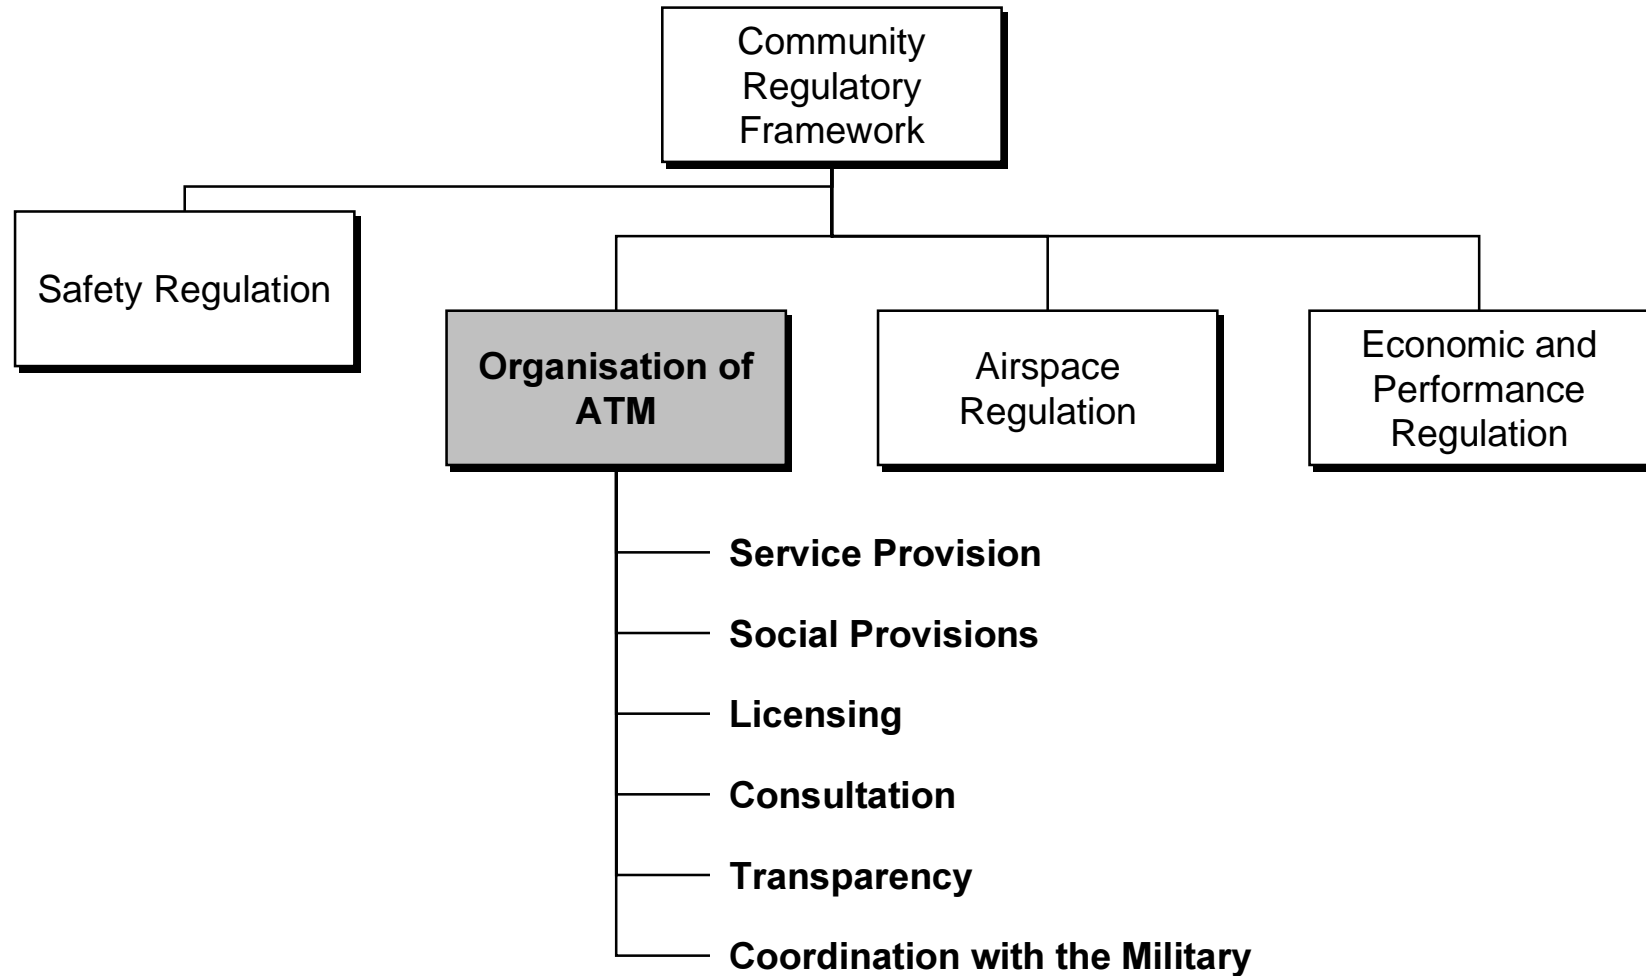 Community
Regulatory
Framework
Safety Regulation
Organisation of
ATM
Airspace
Regulation
Economic and
Performance
Regulation
Service Provision
Social Provisions
Licensing
Consultation
Transparency
Coordination with the Military